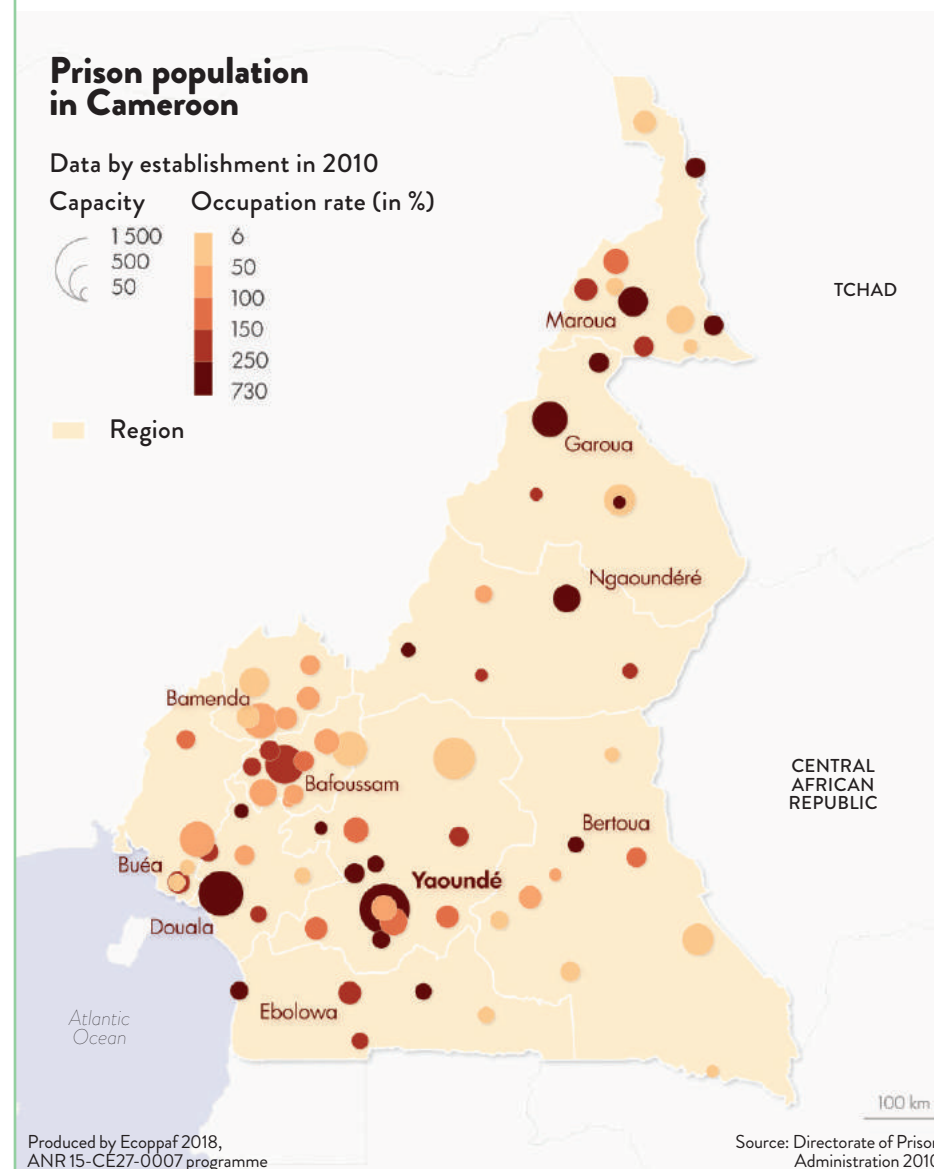 Prison population
in Cameroon
Data by establishment in 2010
Capacity
Occupation rate (in %)
1 500
500
50
6
50
100
150
250
730
Region
TCHAD
Maroua
Garoua
Ngaoundéré
Bamenda
Bafoussam
CENTRAL
AFRICAN
REPUBLIC
Bertoua
Buéa
Yaoundé
Douala
Ebolowa
Atlantic
Ocean
100 km
Produced by Ecoppaf 2018,
ANR 15-CE27-0007 programme
Source: Directorate of Prison
Administration 2010